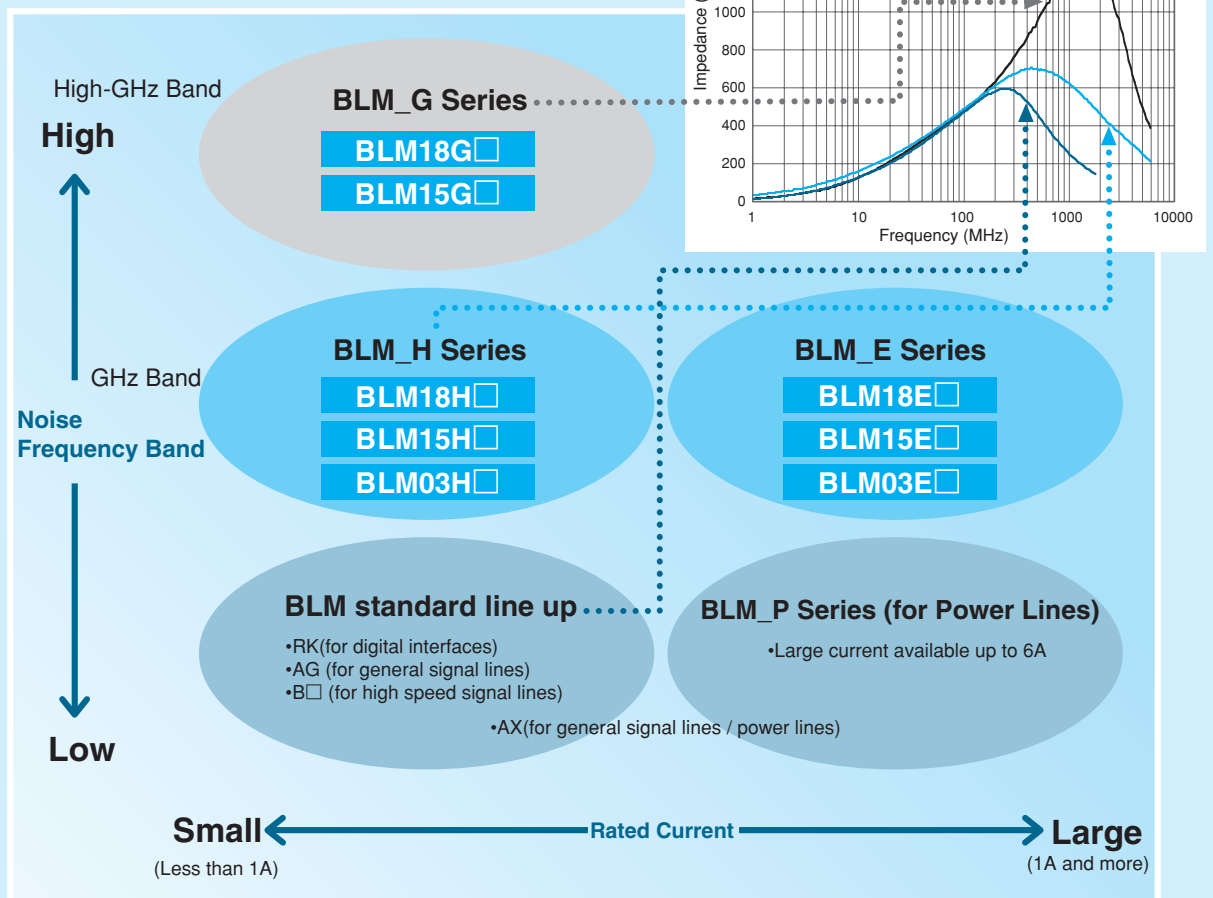 Impedance (
1000
800
600
400
200
0
1
10
100
1000
10000
Frequency (MHz)
High-GHz Band
High
BLM_G Series
BLM18G□
BLM15G□
GHz Band
Noise
Frequency Band
BLM_H Series
BLM18H□
BLM15H□
BLM03H□
BLM_E Series
BLM18E□
BLM15E□
BLM03E□
BLM standard line up
•RK(for digital interfaces)
•AG (for general signal lines)
•B□ (for high speed signal lines)
BLM_P Series (for Power Lines)
•Large current available up to 6A
•AX(for general signal lines / power lines)
Low
Small
(Less than 1A)
Rated Current
Large
(1A and more)